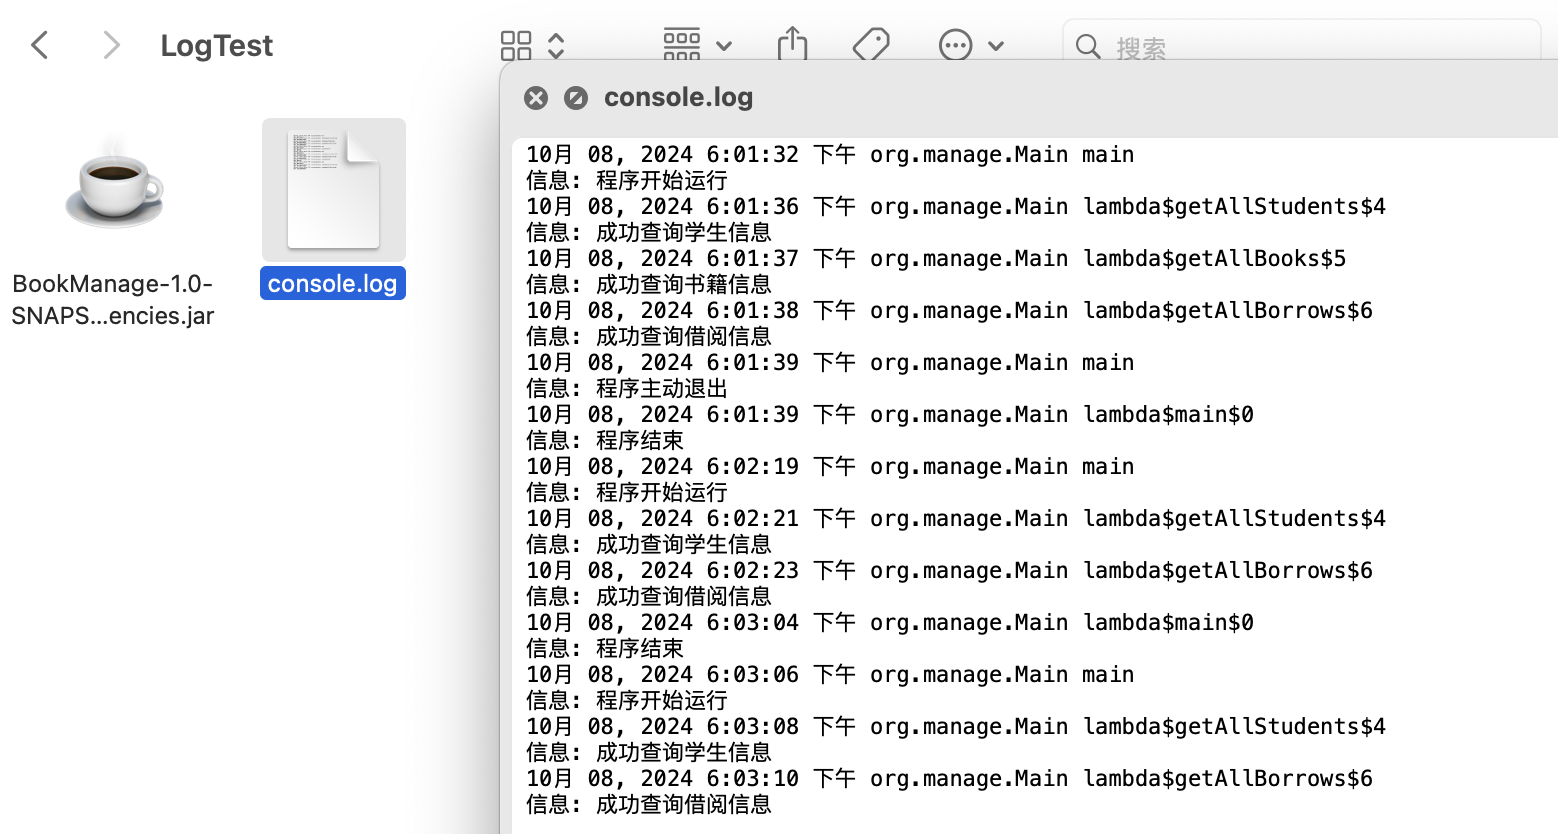 LogTest
搜索
BookManage-1.0-
SNAPS...encies.jar
console.log
console.log
10月 08, 2024 6:01:32 下午 org.manage.Main main
信息: 程序开始运行
10月 08, 2024 6:01:36 下午 org.manage.Main lambda$getAllStudents$4
信息: 成功查询学生信息
10月 08, 2024 6:01:37 下午 org.manage.Main lambda$getAllBooks$5
信息: 成功查询书籍信息
10月 08, 2024 6:01:38 下午 org.manage.Main lambda$getAllBorrows$6
信息: 成功查询借阅信息
10月 08, 2024 6:01:39 下午 org.manage.Main main
信息: 程序主动退出
10月 08, 2024 6:01:39 下午 org.manage.Main lambda$main$0
信息: 程序结束
10月 08, 2024 6:02:19 下午 org.manage.Main main
信息: 程序开始运行
10月 08, 2024 6:02:21 下午 org.manage.Main lambda$getAllStudents$4
信息: 成功查询学生信息
10月 08, 2024 6:02:23 下午 org.manage.Main lambda$getAllBorrows$6
信息: 成功查询借阅信息
10月 08, 2024 6:03:04 下午 org.manage.Main lambda$main$0
信息: 程序结束
10月 08, 2024 6:03:06 下午 org.manage.Main main
信息: 程序开始运行
10月 08, 2024 6:03:08 下午 org.manage.Main lambda$getAllStudents$4
信息: 成功查询学生信息
10月 08, 2024 6:03:10 下午 org.manage.Main lambda$getAllBorrows$6
信息: 成功查询借阅信息